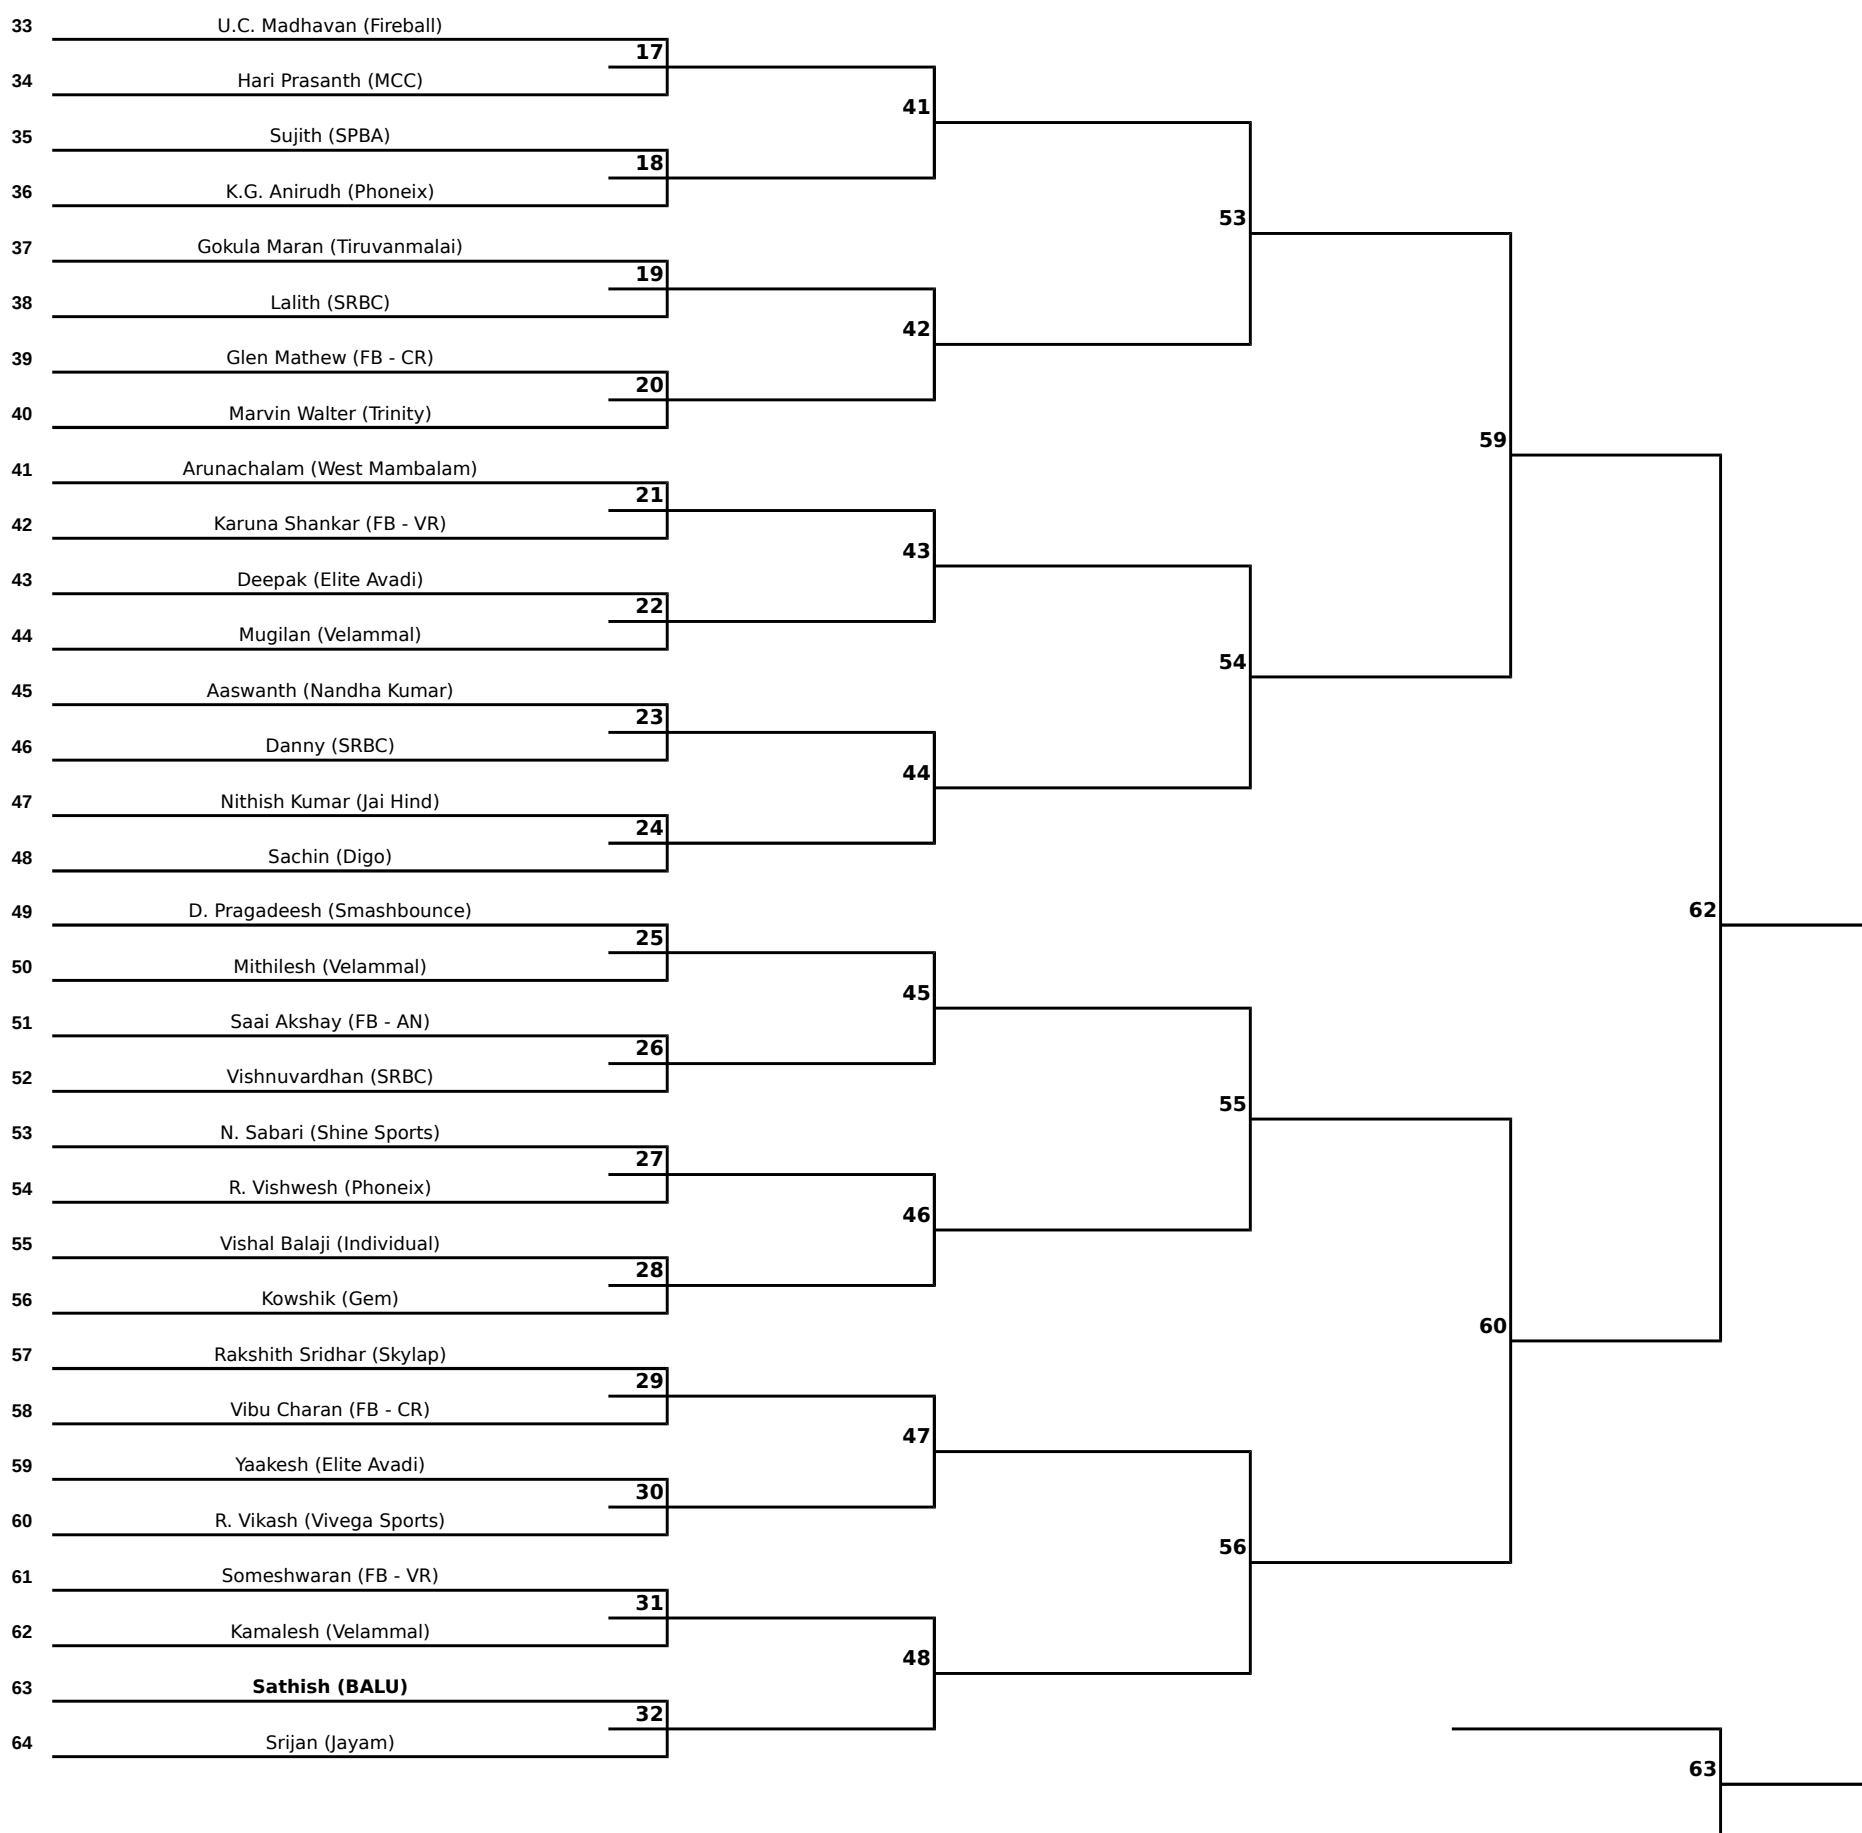 33 U.C. Madhavan (Fireball)
17
34 Hari Prasanth (MCC)
41
35 Sujith (SPBA)
18
36 K.G. Anirudh (Phoneix)
53
37 Gokula Maran (Tiruvanmalai)
19
38 Lalith (SRBC)
42
39 Glen Mathew (FB - CR)
20
40 Marvin Walter (Trinity)
59
41 Arunachalam (West Mambalam)
21
42 Karuna Shankar (FB - VR)
43
43 Deepak (Elite Avadi)
22
44 Mugilan (Velammal)
54
45 Aaswanth (Nandha Kumar)
23
46 Danny (SRBC)
44
47 Nithish Kumar (Jai Hind)
24
48 Sachin (Digo)
49 D. Pragadeesh (Smashbounce)
62
25
50 Mithilesh (Velammal)
45
51 Saai Akshay (FB - AN)
26
52 Vishnuvardhan (SRBC)
55
53 N. Sabari (Shine Sports)
27
54 R. Vishwesh (Phoneix)
46
55 Vishal Balaji (Individual)
28
56 Kowshik (Gem)
60
57 Rakshith Sridhar (Skylap)
29
58 Vibu Charan (FB - CR)
47
59 Yaakesh (Elite Avadi)
30
60 R. Vikash (Vivega Sports)
56
61 Someshwaran (FB - VR)
31
62 Kamalesh (Velammal)
48
63 Sathish (BALU)
32
64 Srijan (Jayam)
63